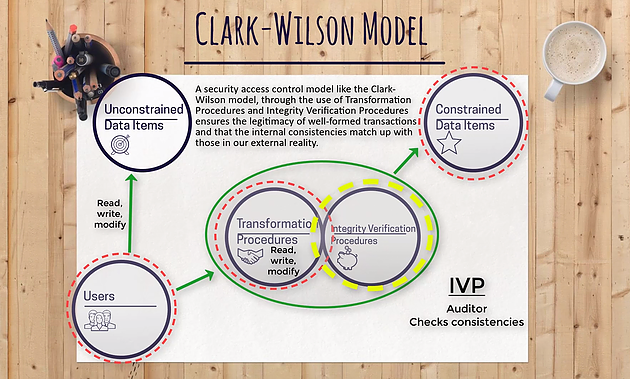 Clark-Wilson Model
A security access control model like the Clark-
Wilson model, through the use of Transformation
Procedures and Integrity Verification Procedures
ensures the legitimacy of well-formed transactions
and that the internal consistencies match up with
those in our external reality.
Unconstrained
Data Items
Constrained
Data Items
Read,
write,
modify
Transformatio
Procedures
Read,
write,
modify
Integrity Verification
Procedures
Users
IVP
Auditor
Checks consistencies